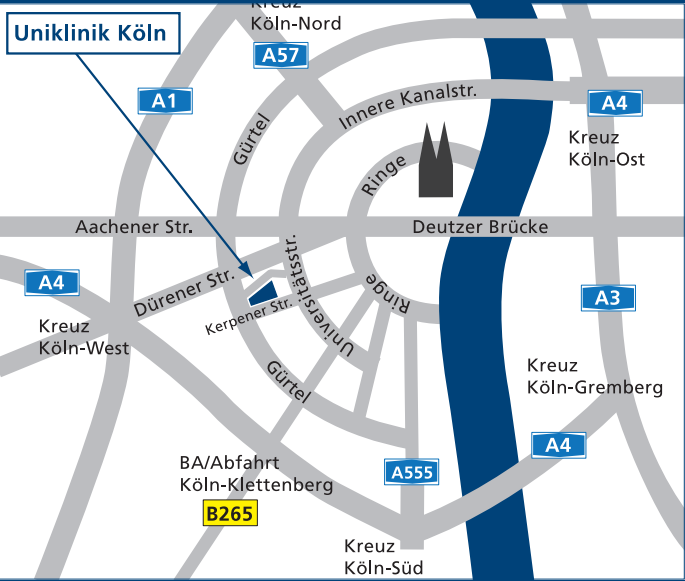 Kreuz
Köln-Nord
Uniklinik Köln
A57
A1
Innere Kanalstr.
A4
Gürtel
Kreuz
Köln-Ost
Ringe
Aachener Str.
Deutzer Brücke
Universitätsstr.
A4
Dürener Str.
Ringe
A3
Kerpener Str.
Kreuz
Köln-West
Kreuz
Köln-Gremberg
Gürtel
A4
BA/Abfahrt
Köln-Klettenberg
A555
B265
Kreuz
Köln-Süd